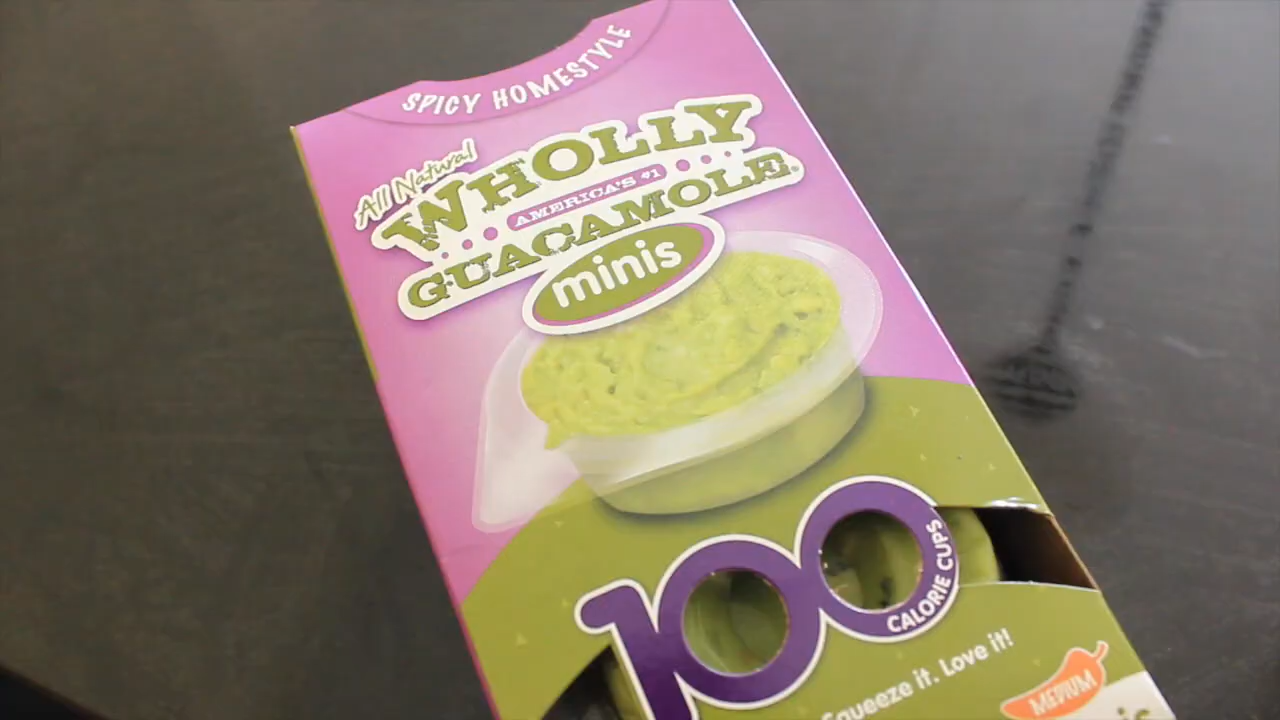 SPICY HOMESTYLE
All Natural
WHOLLY
AMERICA'S #1
GUACAMOLE
minis
100
CALORIE CUPS
Squeeze it. Love it!
MEDIUM